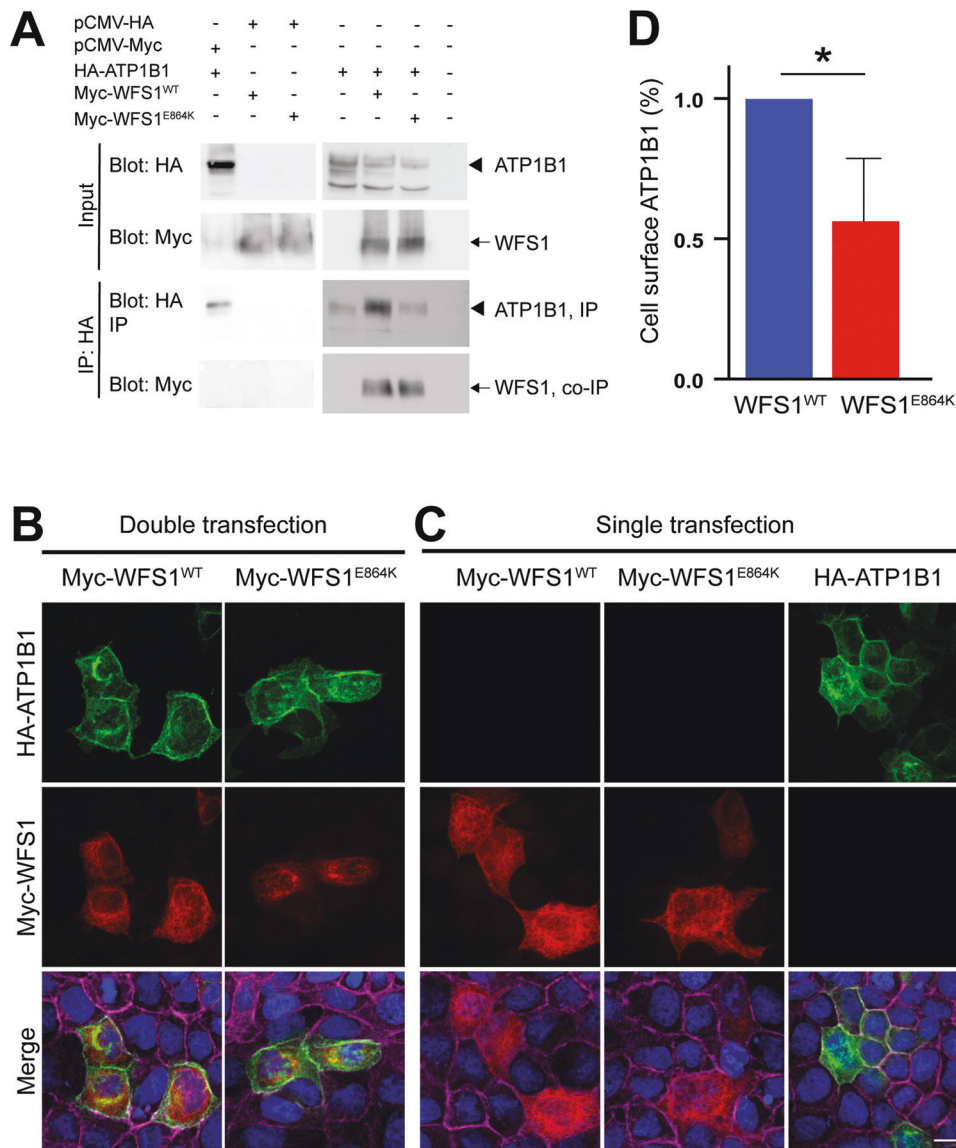 A
pCMV-HA - + + - - - -
pCMV-Myc + - - - - - -
HA-ATP1B1 + - - + + + -
Myc-WFS1ᵂᵀ - + - - + - -
Myc-WFS1ᴱ⁸⁶⁴ᴷ - - + - - + -
Input
Blot: HA
ATP1B1
Blot: Myc
WFS1
IP: HA
Blot: HA
IP
ATP1B1, IP
Blot: Myc
WFS1, co-IP
D
*
Cell surface ATP1B1 (%)
1.0
0.5
0.0
WFS1ᵂᵀ WFS1ᴱ⁸⁶⁴ᴷ
B
Double transfection
Myc-WFS1ᵂᵀ Myc-WFS1ᴱ⁸⁶⁴ᴷ
C
Single transfection
Myc-WFS1ᵂᵀ Myc-WFS1ᴱ⁸⁶⁴ᴷ HA-ATP1B1
HA-ATP1B1
Myc-WFS1
Merge